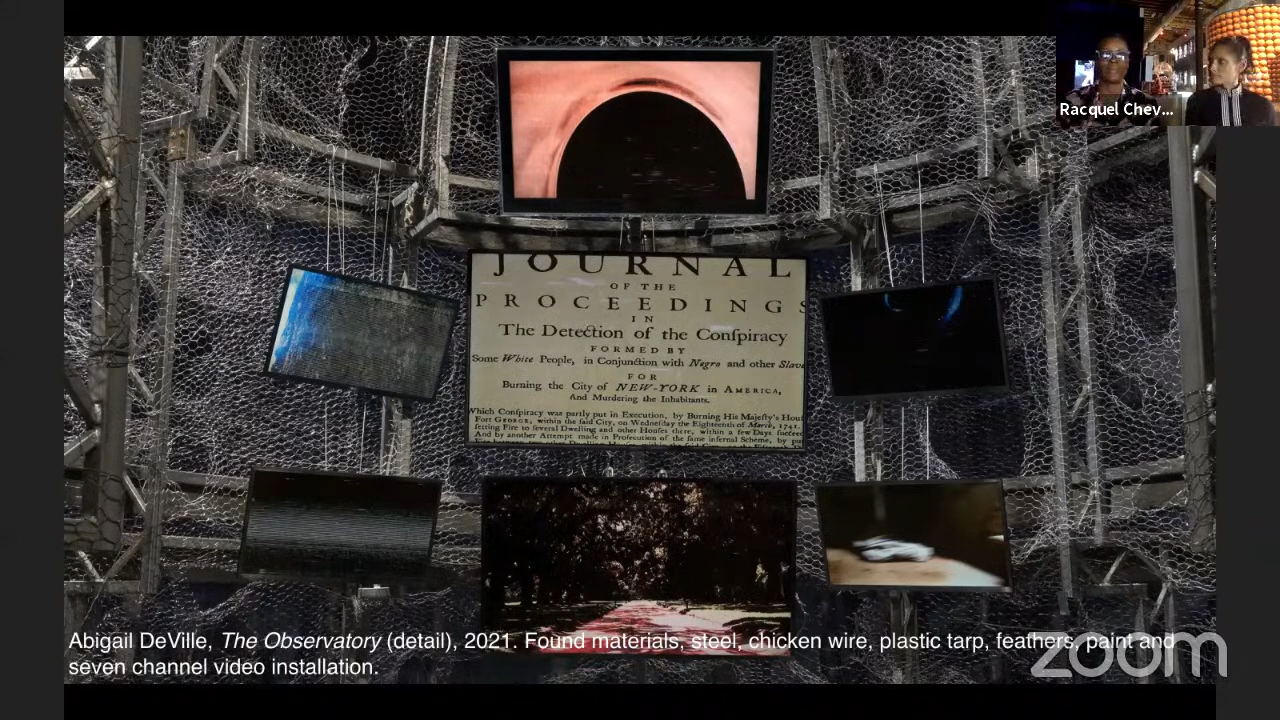 Racquel Chev...
JOURNAL
OF THE
PROCEEDINGS
IN
The Detection of the Conſpiracy
FORMED BY
Some White People, in Conjunction with Negro and other Slave
FOR
Burning the City of NEW-YORK in AMERICA,
And Murdering the Inhabitants.
Which Conſpiracy was partly put in Execution, by Burning His Majeſty's Houſ
Fort GEORGE, within the ſaid City, on Wedneſday the Eighteenth of March, 1741.
ſetting Fire to ſeveral Dwelling and other Houſes there, within a few Days ſucceed
And by another Attempt made in Proſecution of the ſame infernal Scheme, by
Abigail DeVille, The Observatory (detail), 2021. Found materials, steel, chicken wire, plastic tarp, feathers, paint and
seven channel video installation.
zoom